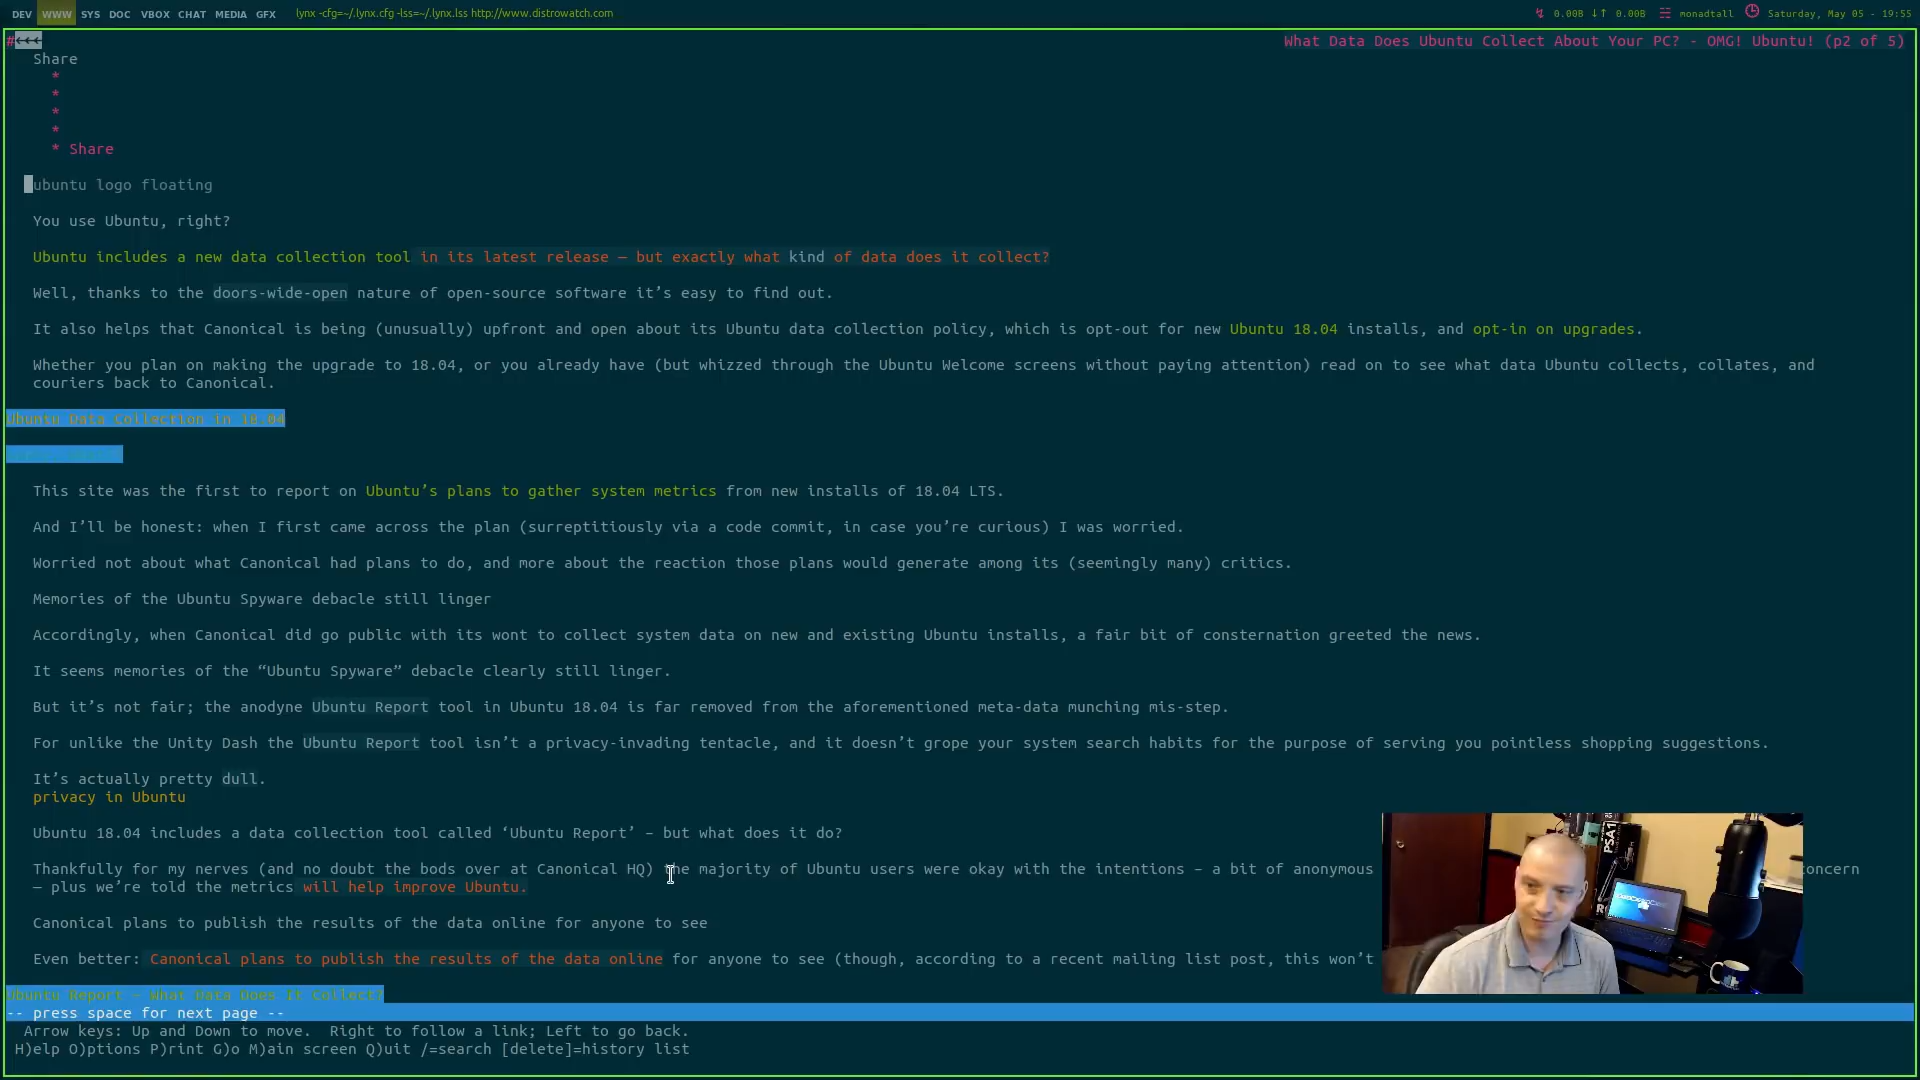 DEV WWW SYS DOC VBOX CHAT MEDIA GFX lynx -cfg=~/.lynx.cfg -lss=~/.lynx.lss http://www.distrowatch.com 0.00B ↓↑ 0.00B monadtall Saturday, May 05 - 19:55
#<<< What Data Does Ubuntu Collect About Your PC? - OMG! Ubuntu! (p2 of 5)
Share
*
*
*
*
* Share
ubuntu logo floating
You use Ubuntu, right?
Ubuntu includes a new data collection tool in its latest release — but exactly what kind of data does it collect?
Well, thanks to the doors-wide-open nature of open-source software it’s easy to find out.
It also helps that Canonical is being (unusually) upfront and open about its Ubuntu data collection policy, which is opt-out for new Ubuntu 18.04 installs, and opt-in on upgrades.
Whether you plan on making the upgrade to 18.04, or you already have (but whizzed through the Ubuntu Welcome screens without paying attention) read on to see what data Ubuntu collects, collates, and
couriers back to Canonical.
Ubuntu Data Collection in 18.04
This site was the first to report on Ubuntu’s plans to gather system metrics from new installs of 18.04 LTS.
And I’ll be honest: when I first came across the plan (surreptitiously via a code commit, in case you’re curious) I was worried.
Worried not about what Canonical had plans to do, and more about the reaction those plans would generate among its (seemingly many) critics.
Memories of the Ubuntu Spyware debacle still linger
Accordingly, when Canonical did go public with its wont to collect system data on new and existing Ubuntu installs, a fair bit of consternation greeted the news.
It seems memories of the “Ubuntu Spyware” debacle clearly still linger.
But it’s not fair; the anodyne Ubuntu Report tool in Ubuntu 18.04 is far removed from the aforementioned meta-data munching mis-step.
For unlike the Unity Dash the Ubuntu Report tool isn’t a privacy-invading tentacle, and it doesn’t grope your system search habits for the purpose of serving you pointless shopping suggestions.
It’s actually pretty dull.
privacy in Ubuntu
Ubuntu 18.04 includes a data collection tool called ‘Ubuntu Report’ – but what does it do?
Thankfully for my nerves (and no doubt the bods over at Canonical HQ) the majority of Ubuntu users were okay with the intentions – a bit of anonymous concern
— plus we’re told the metrics will help improve Ubuntu.
Canonical plans to publish the results of the data online for anyone to see
Even better: Canonical plans to publish the results of the data online for anyone to see (though, according to a recent mailing list post, this won’t
PSA1
Ubuntu Report – What Data Does It Collect?
-- press space for next page --
Arrow keys: Up and Down to move. Right to follow a link; Left to go back.
H)elp O)ptions P)rint G)o M)ain screen Q)uit /=search [delete]=history list